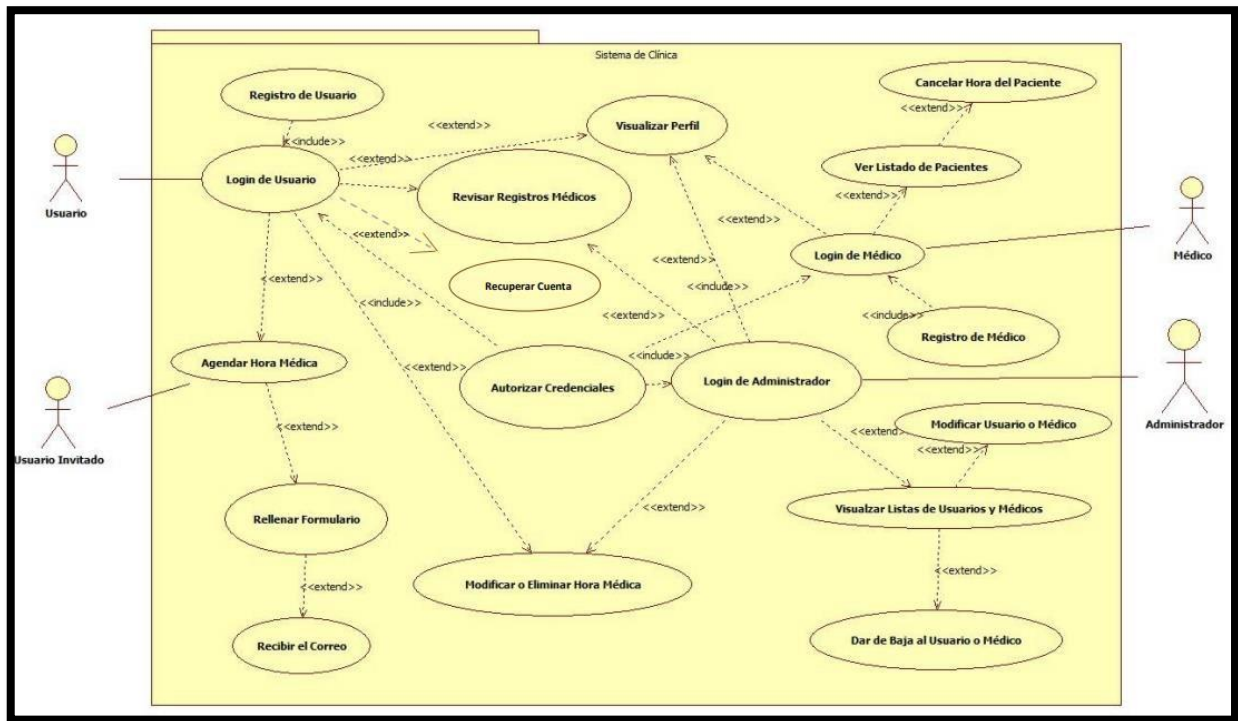 Sistema de Clínica
Registro de Usuario
Cancelar Hora del Paciente
<<extend>>
<<extend>>
Visualizar Perfil
<<include>>
<<extend>>
Ver Listado de Pacientes
Login de Usuario
Revisar Registros Médicos
<<extend>>
Usuario
<<extend>>
Login de Médico
Médico
<<extend>>
<<extend>>
Recuperar Cuenta
<<include>>
<<include>>
<<extend>>
<<include>>
Registro de Médico
Agendar Hora Médica
<<extend>>
<<include>>
Autorizar Credenciales
Login de Administrador
Modificar Usuario o Médico
Administrador
<<extend>>
<<extend>>
<<extend>>
Usuario Invitado
Rellenar Formulario
<<extend>>
Visualzar Listas de Usuarios y Médicos
<<extend>>
Modificar o Eliminar Hora Médica
<<extend>>
Recibir el Correo
Dar de Baja al Usuario o Médico